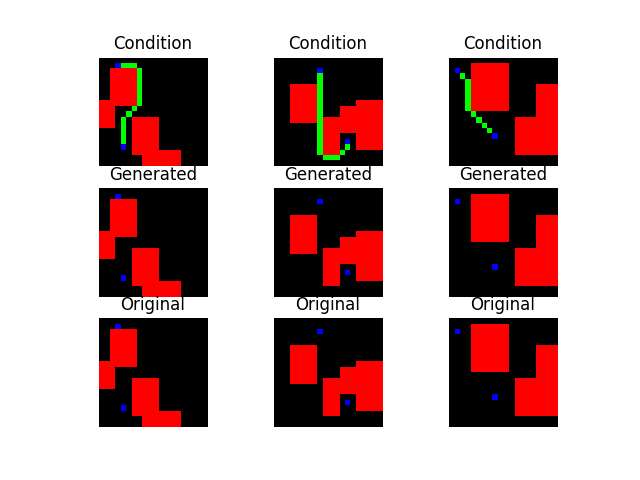 Condition Condition Condition
Generated Generated Generated
Original Original Original